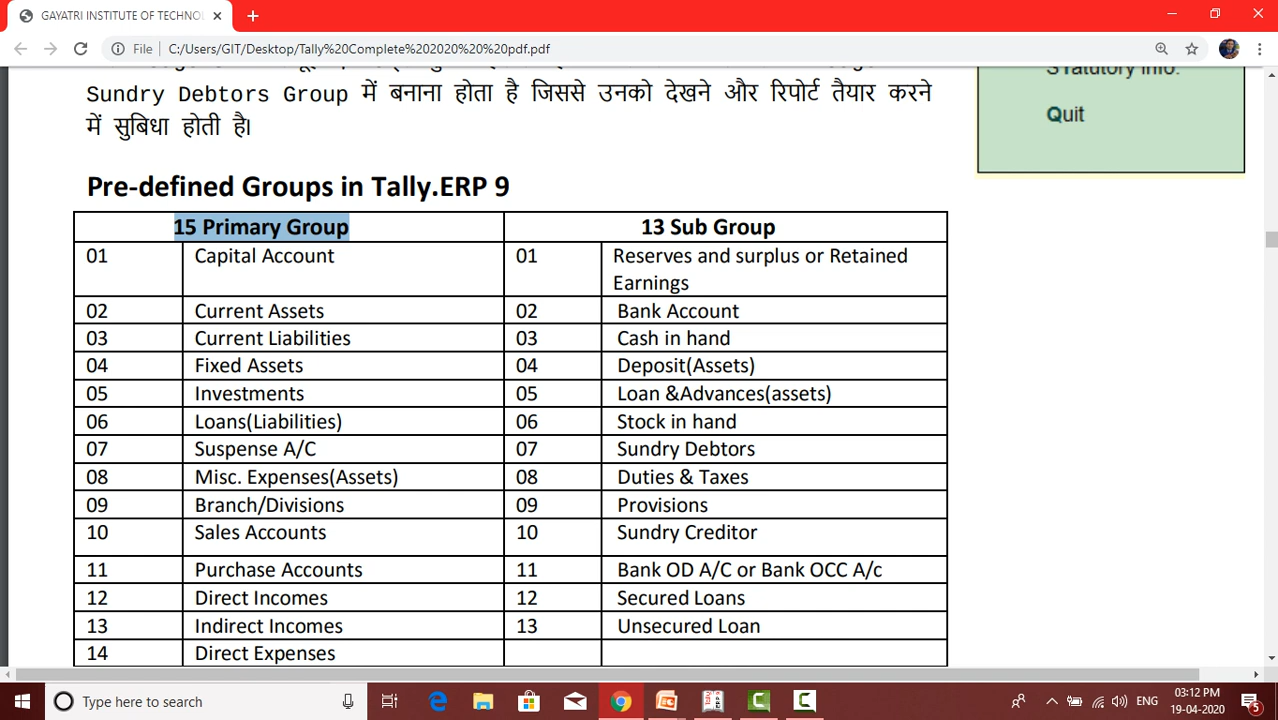 GAYATRI INSTITUTE OF TECHNO
File C:/Users/GIT/Desktop/Tally%20Complete%202020%20%20pdf.pdf
Sundry Debtors Group में बनाना होता है जिससे उनको देखने और रिपोर्ट तैयार करने
में सुबिधा होती है।
STatutory Info.
Quit
Pre-defined Groups in Tally.ERP 9
15 Primary Group 13 Sub Group
01 Capital Account 01 Reserves and surplus or Retained
Earnings
02 Current Assets 02 Bank Account
03 Current Liabilities 03 Cash in hand
04 Fixed Assets 04 Deposit(Assets)
05 Investments 05 Loan &Advances(assets)
06 Loans(Liabilities) 06 Stock in hand
07 Suspense A/C 07 Sundry Debtors
08 Misc. Expenses(Assets) 08 Duties & Taxes
09 Branch/Divisions 09 Provisions
10 Sales Accounts 10 Sundry Creditor
11 Purchase Accounts 11 Bank OD A/C or Bank OCC A/c
12 Direct Incomes 12 Secured Loans
13 Indirect Incomes 13 Unsecured Loan
14 Direct Expenses
Type here to search
ENG
03:12 PM
19-04-2020
5